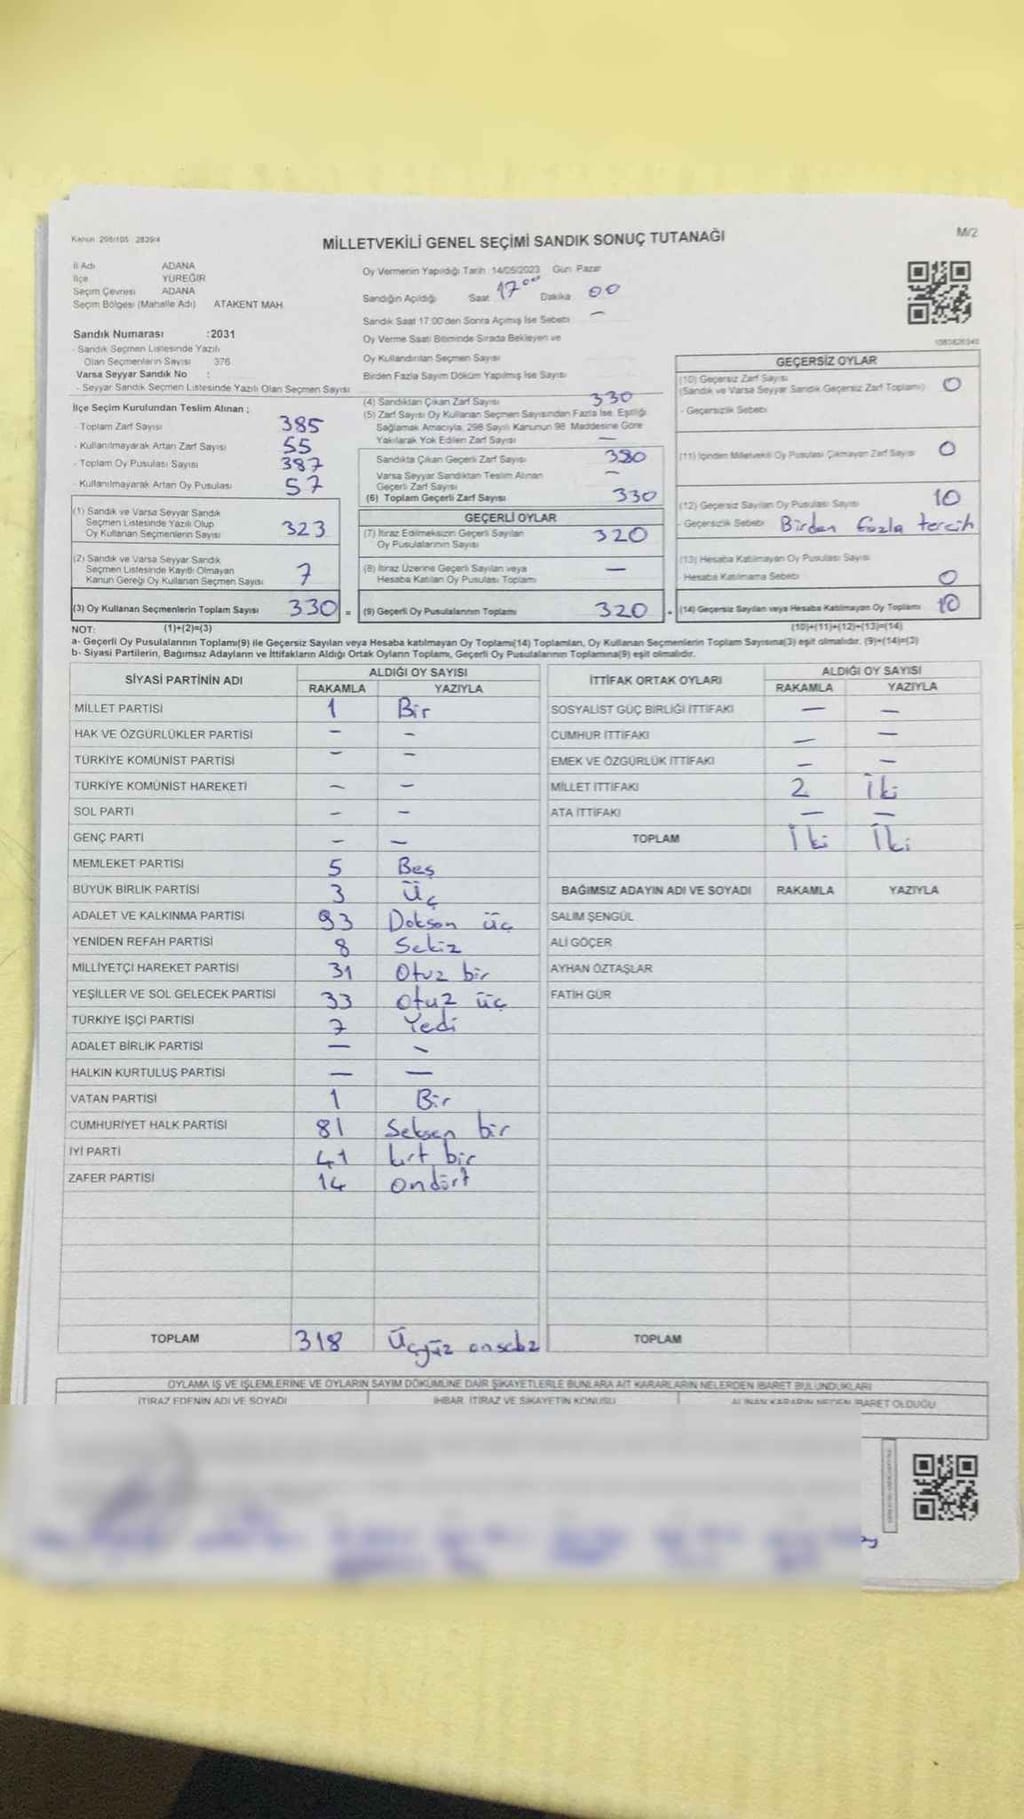 Kanun 298/105 2839/4
M/2
MİLLETVEKİLİ GENEL SEÇİMİ SANDIK SONUÇ TUTANAĞI
İl Adı ADANA
İlçe YÜREĞİR
Seçim Çevresi ADANA
Seçim Bölgesi (Mahalle Adı) ATAKENT MAH
Sandık Numarası :2031
- Sandık Seçmen Listesinde Yazılı
Olan Seçmenlerin Sayısı 376
Varsa Seyyar Sandık No :
- Seyyar Sandık Seçmen Listesinde Yazılı Olan Seçmen Sayısı
İlçe Seçim Kurulundan Teslim Alınan ;
- Toplam Zarf Sayısı 385
- Kullanılmayarak Artan Zarf Sayısı 55
- Toplam Oy Pusulası Sayısı 387
- Kullanılmayarak Artan Oy Pusulası 57
(1) Sandık ve Varsa Seyyar Sandık
Seçmen Listesinde Yazılı Olup
Oy Kullanan Seçmenlerin Sayısı 323
(2) Sandık ve Varsa Seyyar Sandık
Seçmen Listesinde Kayıtlı Olmayan
Kanun Gereği Oy Kullanan Seçmen Sayısı 7
(3) Oy Kullanan Seçmenlerin Toplam Sayısı 330 =
(1)+(2)=(3)
Oy Vermenin Yapıldığı Tarih 14/05/2023 Gün Pazar
Sandığın Açıldığı Saat 17 00 Dakika 00
Sandık Saat 17:00'den Sonra Açılmış İse Sebebi –
Oy Verme Saati Bitiminde Sırada Bekleyen ve
Oy Kullandırılan Seçmen Sayısı
Birden Fazla Sayım Döküm Yapılmış İse Sayısı
(4) Sandıktan Çıkan Zarf Sayısı 330
(5) Zarf Sayısı Oy Kullanan Seçmen Sayısından Fazla İse, Eşitliği
Sağlamak Amacıyla, 298 Sayılı Kanunun 98 Maddesine Göre
Yakılarak Yok Edilen Zarf Sayısı –
Sandıkta Çıkan Geçerli Zarf Sayısı 330
Varsa Seyyar Sandıktan Teslim Alınan
Geçerli Zarf Sayısı –
(6) Toplam Geçerli Zarf Sayısı 330
GEÇERLİ OYLAR
(7) İtiraz Edilmeksizin Geçerli Sayılan
Oy Pusulalarının Sayısı 320
(8) İtiraz Üzerine Geçerli Sayılan veya
Hesaba Katılan Oy Pusulası Toplamı –
(9) Geçerli Oy Pusulalarının Toplamı 320
GEÇERSİZ OYLAR
(10) Geçersiz Zarf Sayısı
(Sandık ve Varsa Seyyar Sandık Geçersiz Zarf Toplamı) 0
- Geçersizlik Sebebi
(11) İçinden Milletvekili Oy Pusulası Çıkmayan Zarf Sayısı 0
(12) Geçersiz Sayılan Oy Pusulası Sayısı 10
- Geçersizlik Sebebi Birden fazla tercih
(13) Hesaba Katılmayan Oy Pusulası Sayısı
Hesaba Katılmama Sebebi 0
(14) Geçersiz Sayılan veya Hesaba Katılmayan Oy Toplamı 10
(10)+(11)+(12)+(13)=(14)
NOT:
a- Geçerli Oy Pusulalarının Toplamı(9) ile Geçersiz Sayılan veya Hesaba katılmayan Oy Toplamı(14) Toplamları, Oy Kullanan Seçmenlerin Toplam Sayısına(3) eşit olmalıdır. (9)+(14)=(3)
b- Siyasi Partilerin, Bağımsız Adayların ve İttifakların Aldığı Ortak Oyların Toplamı, Geçerli Oy Pusulalarının Toplamına(9) eşit olmalıdır.
SİYASİ PARTİNİN ADI ALDIĞI OY SAYISI
RAKAMLA YAZIYLA
MİLLET PARTİSİ 1 Bir
HAK VE ÖZGÜRLÜKLER PARTİSİ – –
TÜRKİYE KOMÜNİST PARTİSİ – –
TÜRKİYE KOMÜNİST HAREKETİ – –
SOL PARTİ – –
GENÇ PARTİ – –
MEMLEKET PARTİSİ 5 Beş
BÜYÜK BİRLİK PARTİSİ 3 Üç
ADALET VE KALKINMA PARTİSİ 93 Doksan üç
YENİDEN REFAH PARTİSİ 8 Sekiz
MİLLİYETÇİ HAREKET PARTİSİ 31 Otuz bir
YEŞİLLER VE SOL GELECEK PARTİSİ 33 Otuz üç
TÜRKİYE İŞÇİ PARTİSİ 7 Yedi
ADALET BİRLİK PARTİSİ – –
HALKIN KURTULUŞ PARTİSİ – –
VATAN PARTİSİ 1 Bir
CUMHURİYET HALK PARTİSİ 81 Seksen bir
İYİ PARTİ 41 kırt bir
ZAFER PARTİSİ 14 ondört
TOPLAM 318 Üçyüz onsekiz
İTTİFAK ORTAK OYLARI ALDIĞI OY SAYISI
RAKAMLA YAZIYLA
SOSYALİST GÜÇ BİRLİĞİ İTTİFAKI – –
CUMHUR İTTİFAKI – –
EMEK VE ÖZGÜRLÜK İTTİFAKI – –
MİLLET İTTİFAKI 2 İki
ATA İTTİFAKI – –
TOPLAM İki İki
BAĞIMSIZ ADAYIN ADI VE SOYADI RAKAMLA YAZIYLA
SALİM ŞENGÜL
ALİ GÖÇER
AYHAN ÖZTAŞLAR
FATİH GÜR
TOPLAM
OYLAMA İŞ VE İŞLEMLERİNE VE OYLARIN SAYIM DÖKÜMÜNE DAİR ŞİKAYETLERLE BUNLARA AİT KARARLARIN NELERDEN İBARET BULUNDUKLARI
İTİRAZ EDENİN ADI VE SOYADI İHBAR, İTİRAZ VE ŞİKAYETİN KONUSU ALINAN KARARIN NEDEN İBARET OLDUĞU